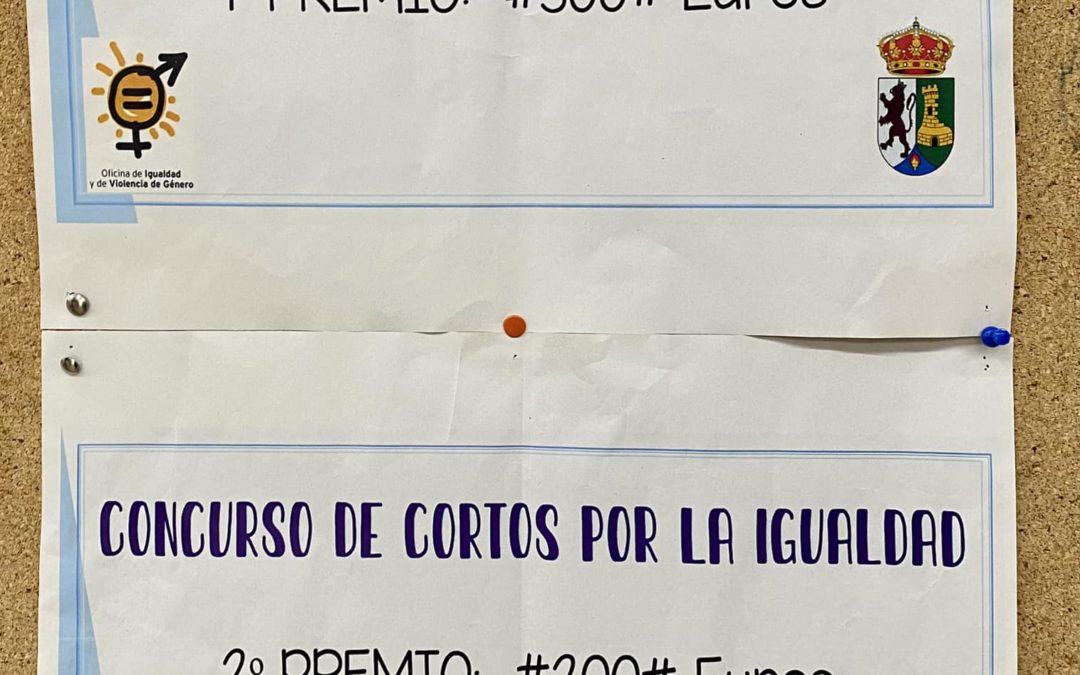 1º PREMIO: #300# Euros
Oficina de Igualdad
y de Violencia de Género
CONCURSO DE CORTOS POR LA IGUALDAD
2º PREMIO: #200# Euros